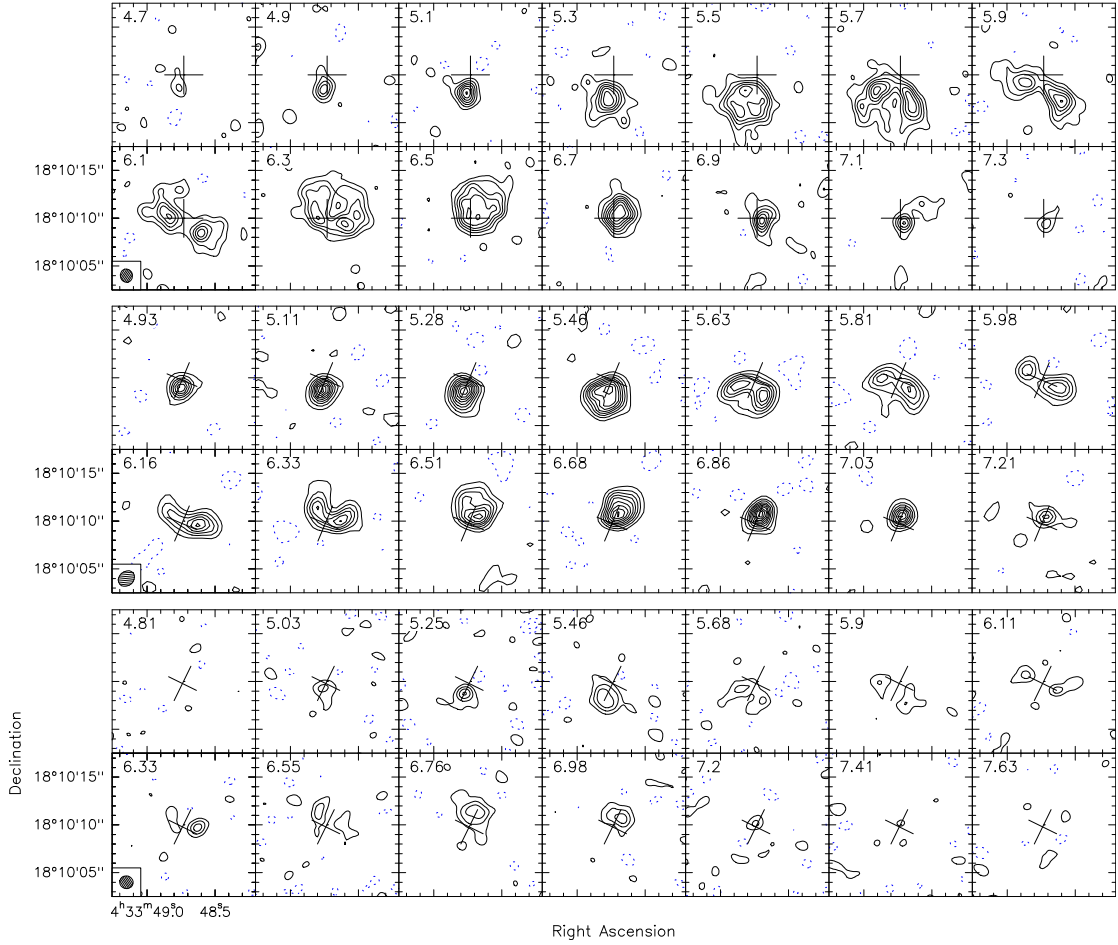 4.7 4.9 5.1 5.3 5.5 5.7 5.9
6.1 6.3 6.5 6.7 6.9 7.1 7.3
18°10'15"
18°10'10"
18°10'05"
4.93 5.11 5.28 5.46 5.63 5.81 5.98
6.16 6.33 6.51 6.68 6.86 7.03 7.21
18°10'15"
18°10'10"
18°10'05"
4.81 5.03 5.25 5.46 5.68 5.9 6.11
6.33 6.55 6.76 6.98 7.2 7.41 7.63
18°10'15"
18°10'10"
18°10'05"
4ʰ33ᵐ49ˢ.0 48ˢ.5
Declination
Right Ascension